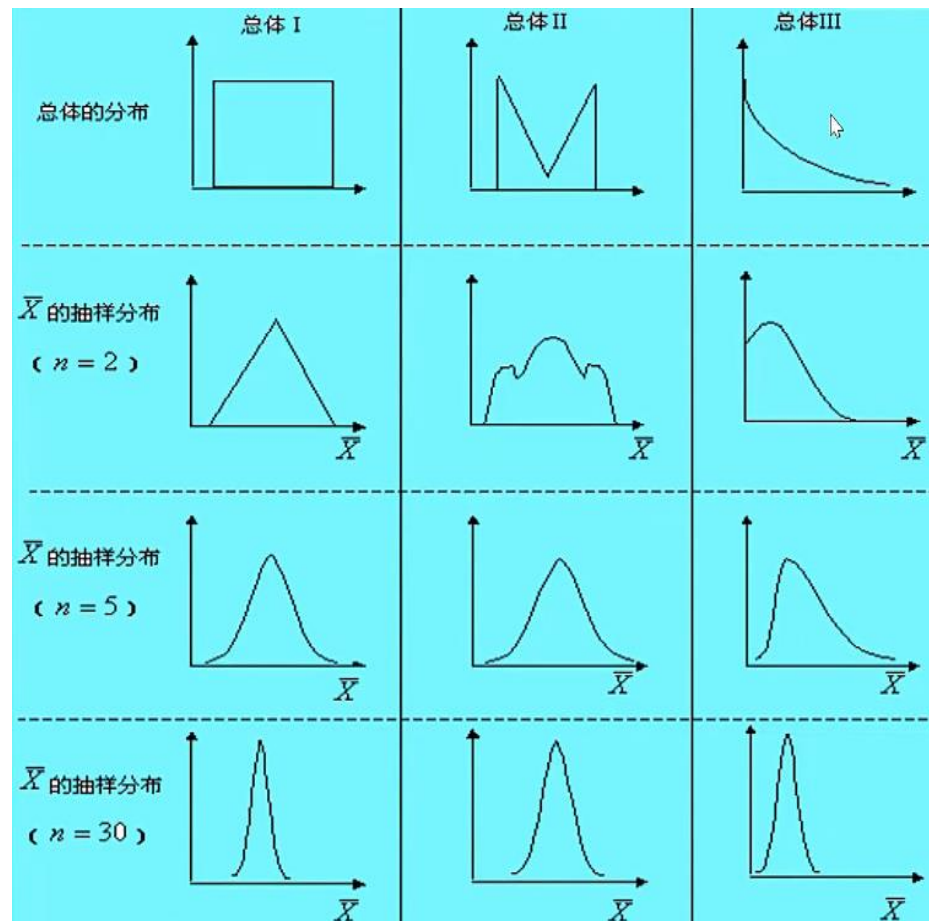 总体 I
总体 II
总体III
总体的分布
X̅ 的抽样分布
( n = 2 )
X̅
X̅
X̅
X̅ 的抽样分布
( n = 5 )
X̅
X̅
X̅
X̅ 的抽样分布
( n = 30 )
X̅
X̅
X̅